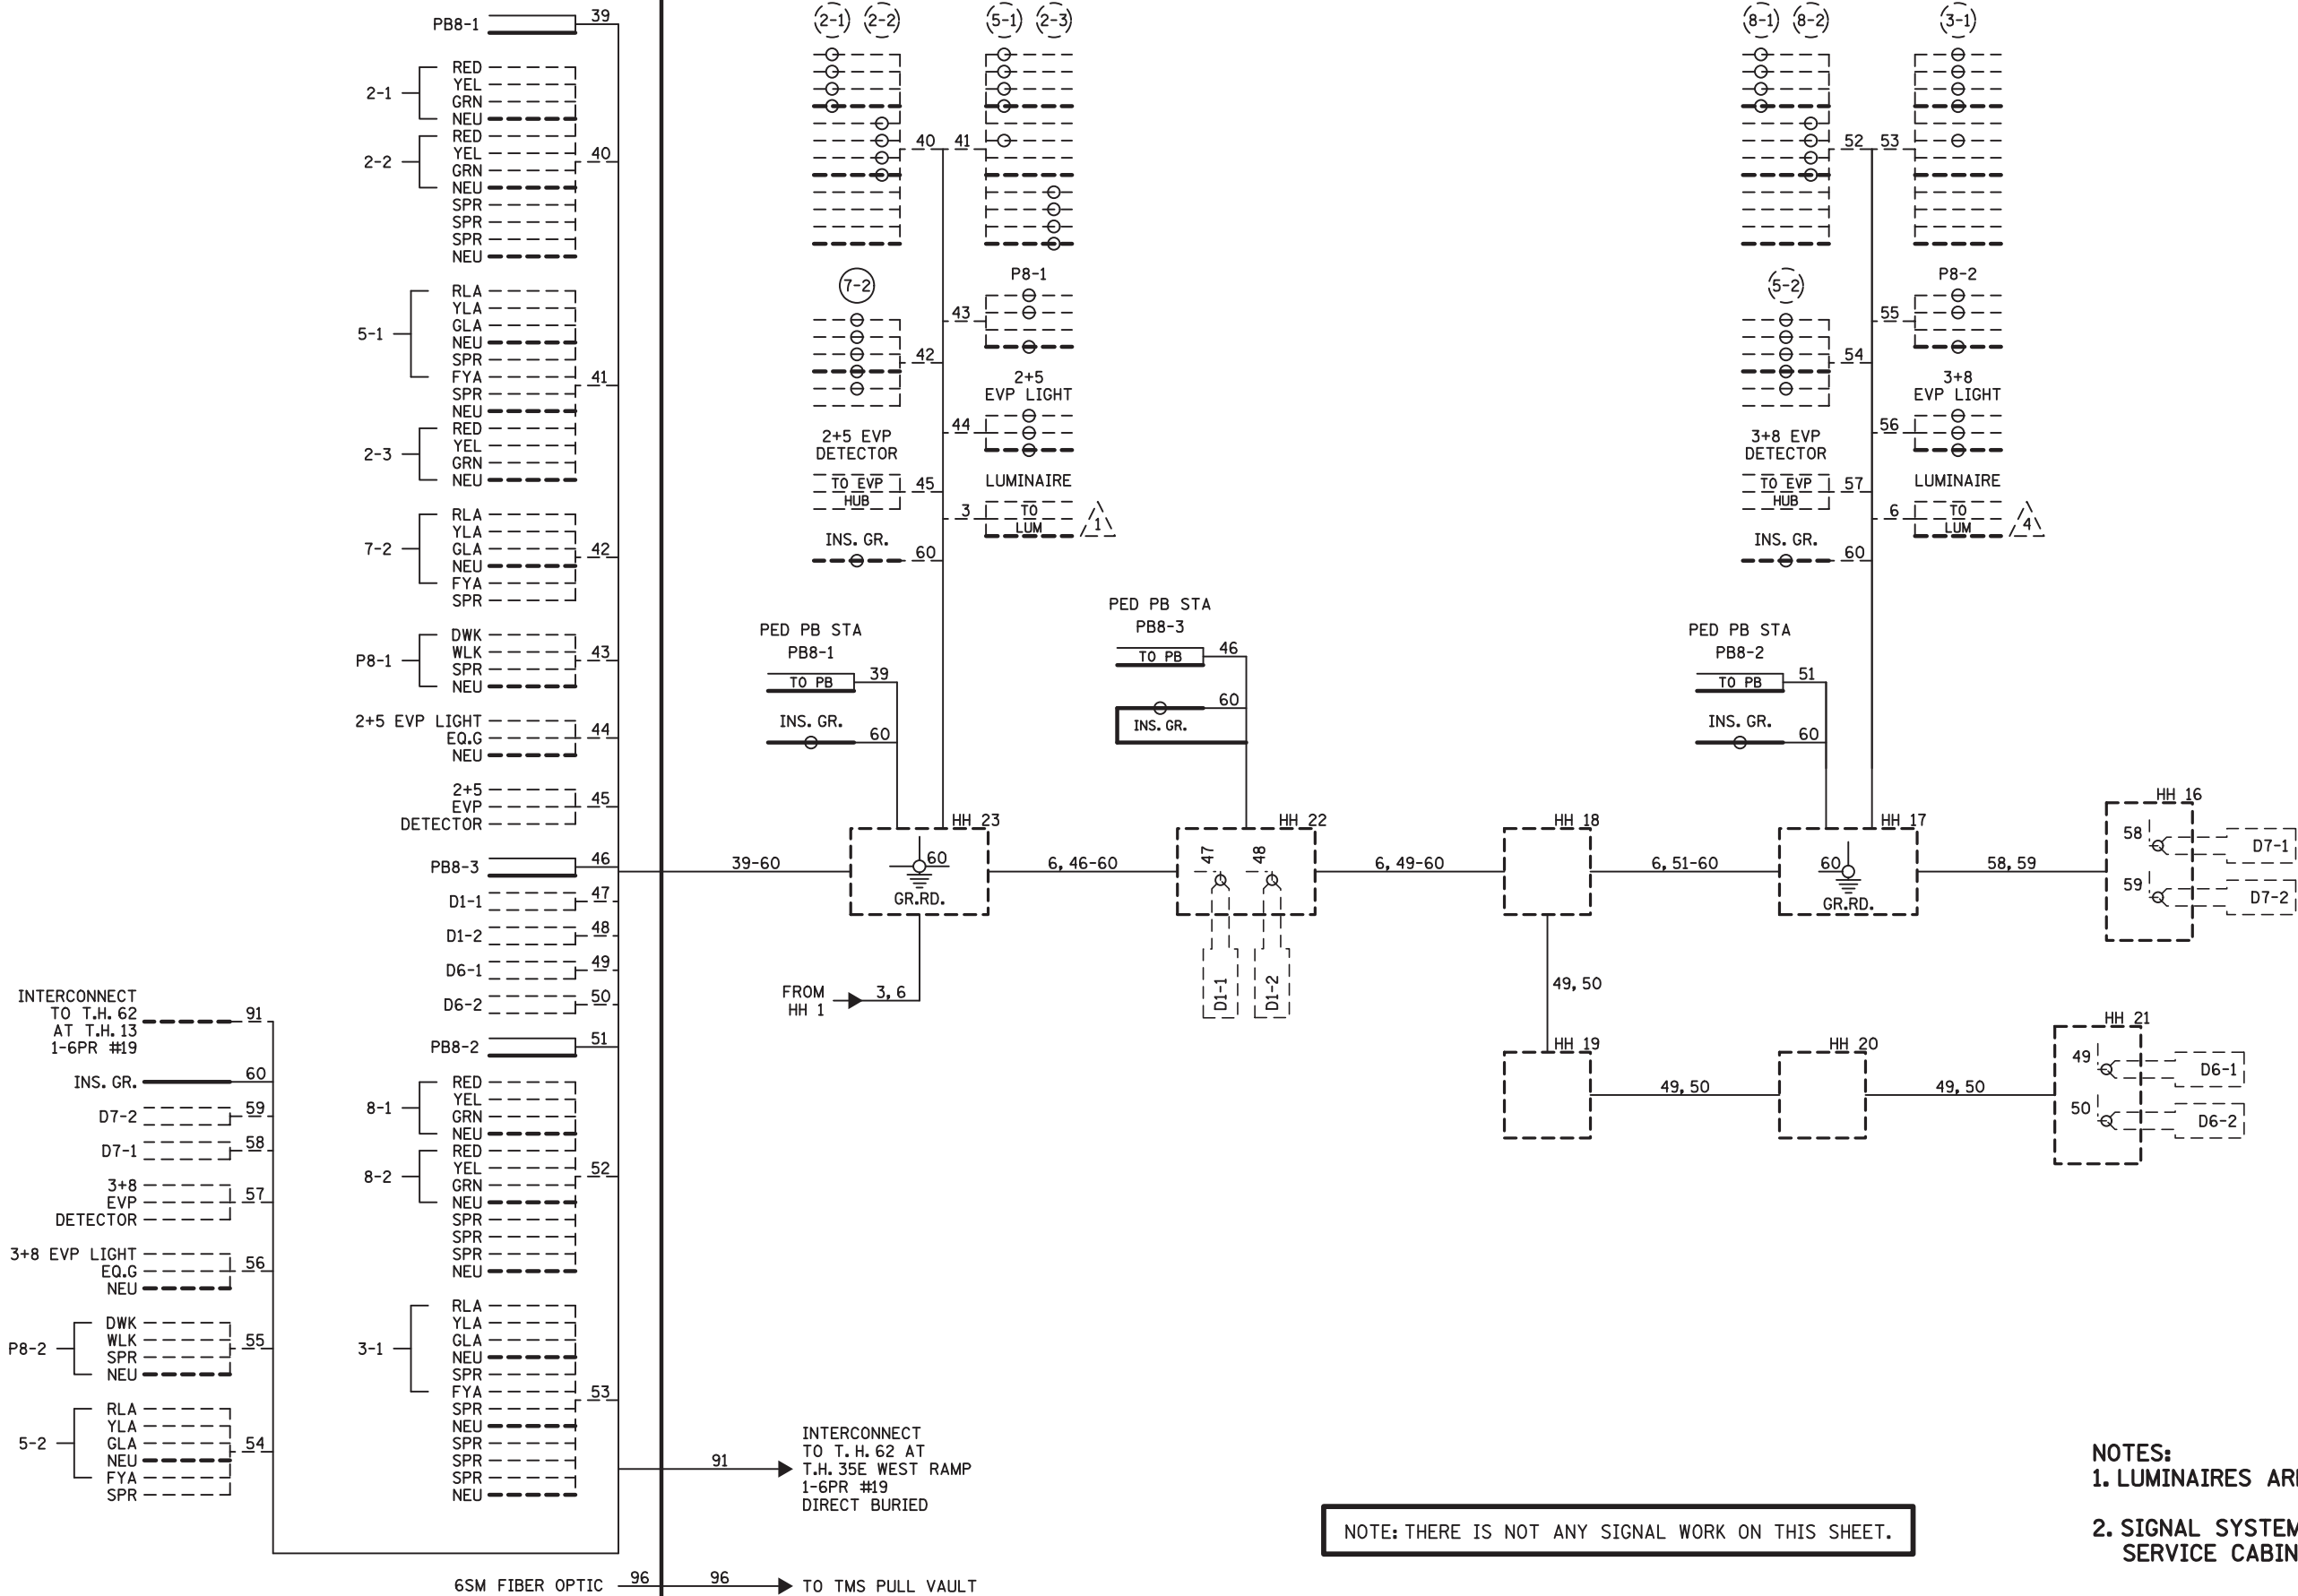 PB8-1
39
2-1
RED
YEL
GRN
NEU
2-2
RED
YEL
GRN
NEU
SPR
SPR
SPR
NEU
40
5-1
RLA
YLA
GLA
NEU
SPR
FYA
SPR
NEU
41
2-3
RED
YEL
GRN
NEU
7-2
RLA
YLA
GLA
NEU
FYA
SPR
42
P8-1
DWK
WLK
SPR
NEU
43
2+5 EVP LIGHT
EQ.G
NEU
44
2+5
EVP
DETECTOR
45
PB8-3
46
D1-1
47
D1-2
48
D6-1
49
D6-2
50
PB8-2
51
8-1
RED
YEL
GRN
NEU
8-2
RED
YEL
GRN
NEU
SPR
SPR
SPR
NEU
52
3-1
RLA
YLA
GLA
NEU
SPR
FYA
SPR
NEU
SPR
SPR
SPR
NEU
53
INTERCONNECT
TO T.H. 62
AT T.H. 13
1-6PR #19
91
INS. GR.
60
D7-2
59
D7-1
58
3+8
EVP
DETECTOR
57
3+8 EVP LIGHT
EQ.G
NEU
56
P8-2
DWK
WLK
SPR
NEU
55
5-2
RLA
YLA
GLA
NEU
FYA
SPR
54
6SM FIBER OPTIC
96
96
TO TMS PULL VAULT
91
INTERCONNECT
TO T.H. 62 AT
T.H. 35E WEST RAMP
1-6PR #19
DIRECT BURIED
2-1
2-2
5-1
2-3
40
41
7-2
42
P8-1
43
2+5
EVP LIGHT
44
2+5 EVP
DETECTOR
TO EVP
HUB
45
LUMINAIRE
TO
LUM
3
1
INS. GR.
60
PED PB STA
PB8-1
TO PB
39
INS. GR.
60
PED PB STA
PB8-3
TO PB
46
60
INS. GR.
8-1
8-2
3-1
52
53
5-2
54
P8-2
55
3+8
EVP LIGHT
56
3+8 EVP
DETECTOR
TO EVP
HUB
57
LUMINAIRE
TO
LUM
6
4
INS. GR.
60
PED PB STA
PB8-2
TO PB
51
INS. GR.
60
39-60
HH 23
60
GR.RD.
FROM
HH 1
3, 6
6, 46-60
HH 22
47
48
D1-1
D1-2
6, 49-60
HH 18
6, 51-60
HH 17
60
GR.RD.
58, 59
HH 16
58
D7-1
59
D7-2
49, 50
HH 19
49, 50
HH 20
49, 50
HH 21
49
D6-1
50
D6-2
NOTE: THERE IS NOT ANY SIGNAL WORK ON THIS SHEET.
NOTES:
1. LUMINAIRES
2. SIGNAL
SERVICE